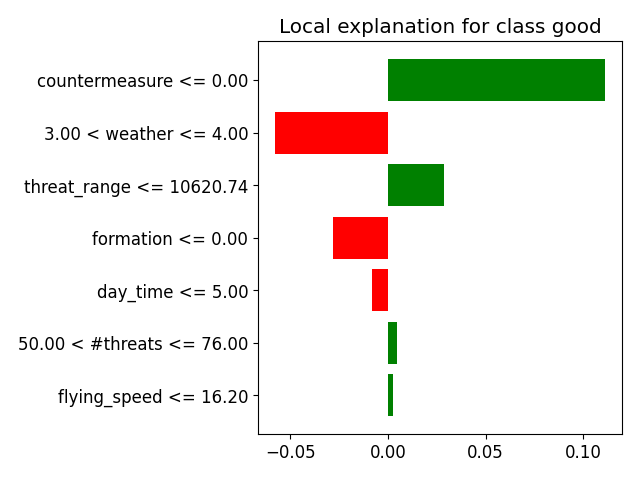 Local explanation for class good
countermeasure <= 0.00
3.00 < weather <= 4.00
threat_range <= 10620.74
formation <= 0.00
day_time <= 5.00
50.00 < #threats <= 76.00
flying_speed <= 16.20
−0.05 0.00 0.05 0.10